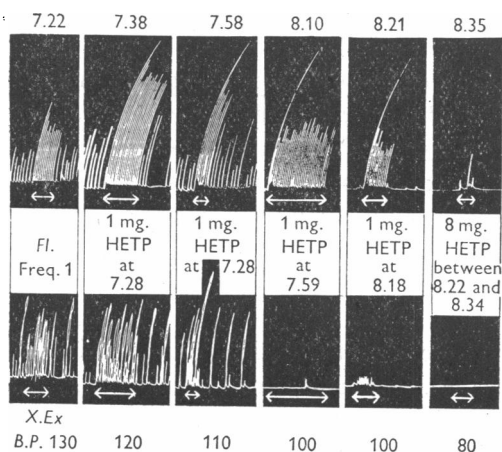 7.22 7.38 7.58 8.10 8.21 8.35
Fl.
Freq. 1
1 mg.
HETP
at
7.28
1 mg.
HETP
at 7.28
1 mg.
HETP
at
7.59
1 mg.
HETP
at
8.18
8 mg.
HETP
between
8.22 and
8.34
X.Ex
B.P. 130 120 110 100 100 80